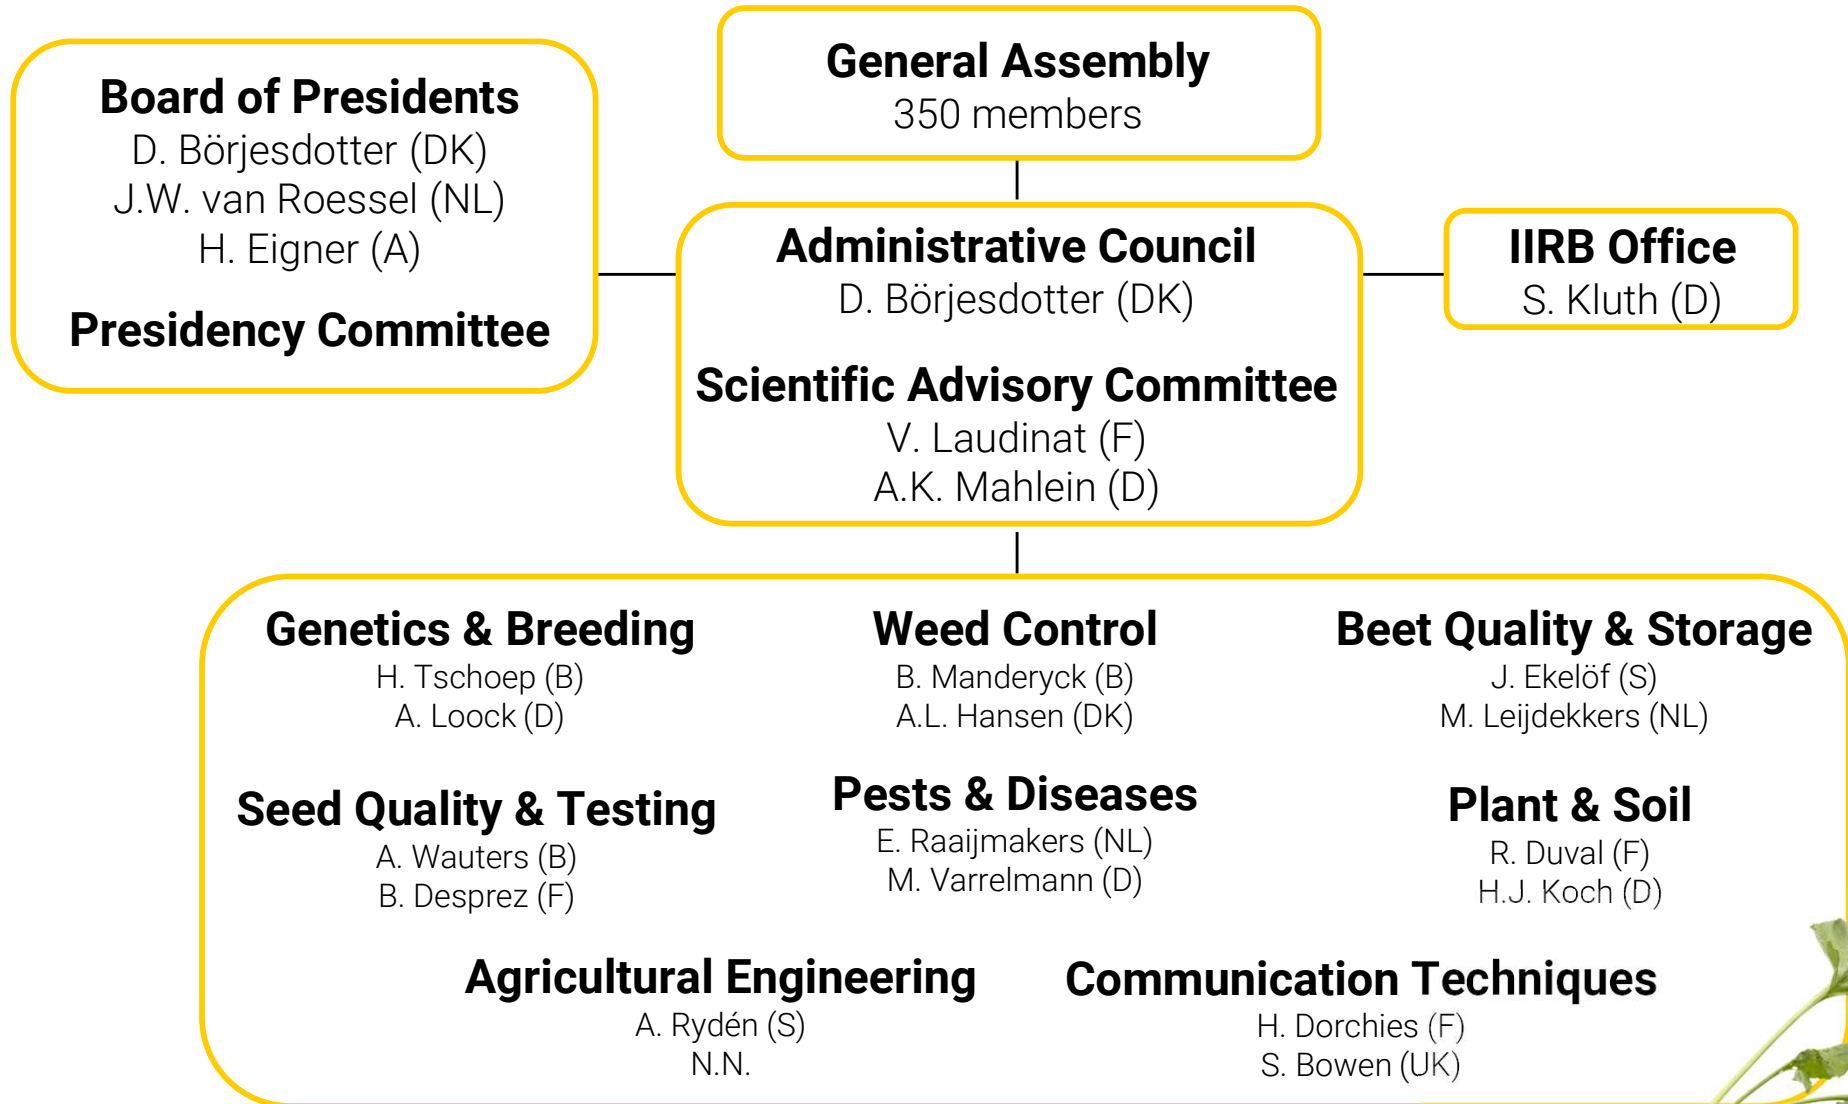 Board of Presidents
D. Börjesdotter (DK)
J.W. van Roessel (NL)
H. Eigner (A)
Presidency Committee
General Assembly
350 members
Administrative Council
D. Börjesdotter (DK)
Scientific Advisory Committee
V. Laudinat (F)
A.K. Mahlein (D)
IIRB Office
S. Kluth (D)
Genetics & Breeding
H. Tschoep (B)
A. Loock (D)
Weed Control
B. Manderyck (B)
A.L. Hansen (DK)
Beet Quality & Storage
J. Ekelöf (S)
M. Leijdekkers (NL)
Seed Quality & Testing
A. Wauters (B)
B. Desprez (F)
Pests & Diseases
E. Raaijmakers (NL)
M. Varrelmann (D)
Plant & Soil
R. Duval (F)
H.J. Koch (D)
Agricultural Engineering
A. Rydén (S)
N.N.
Communication Techniques
H. Dorchies (F)
S. Bowen (UK)